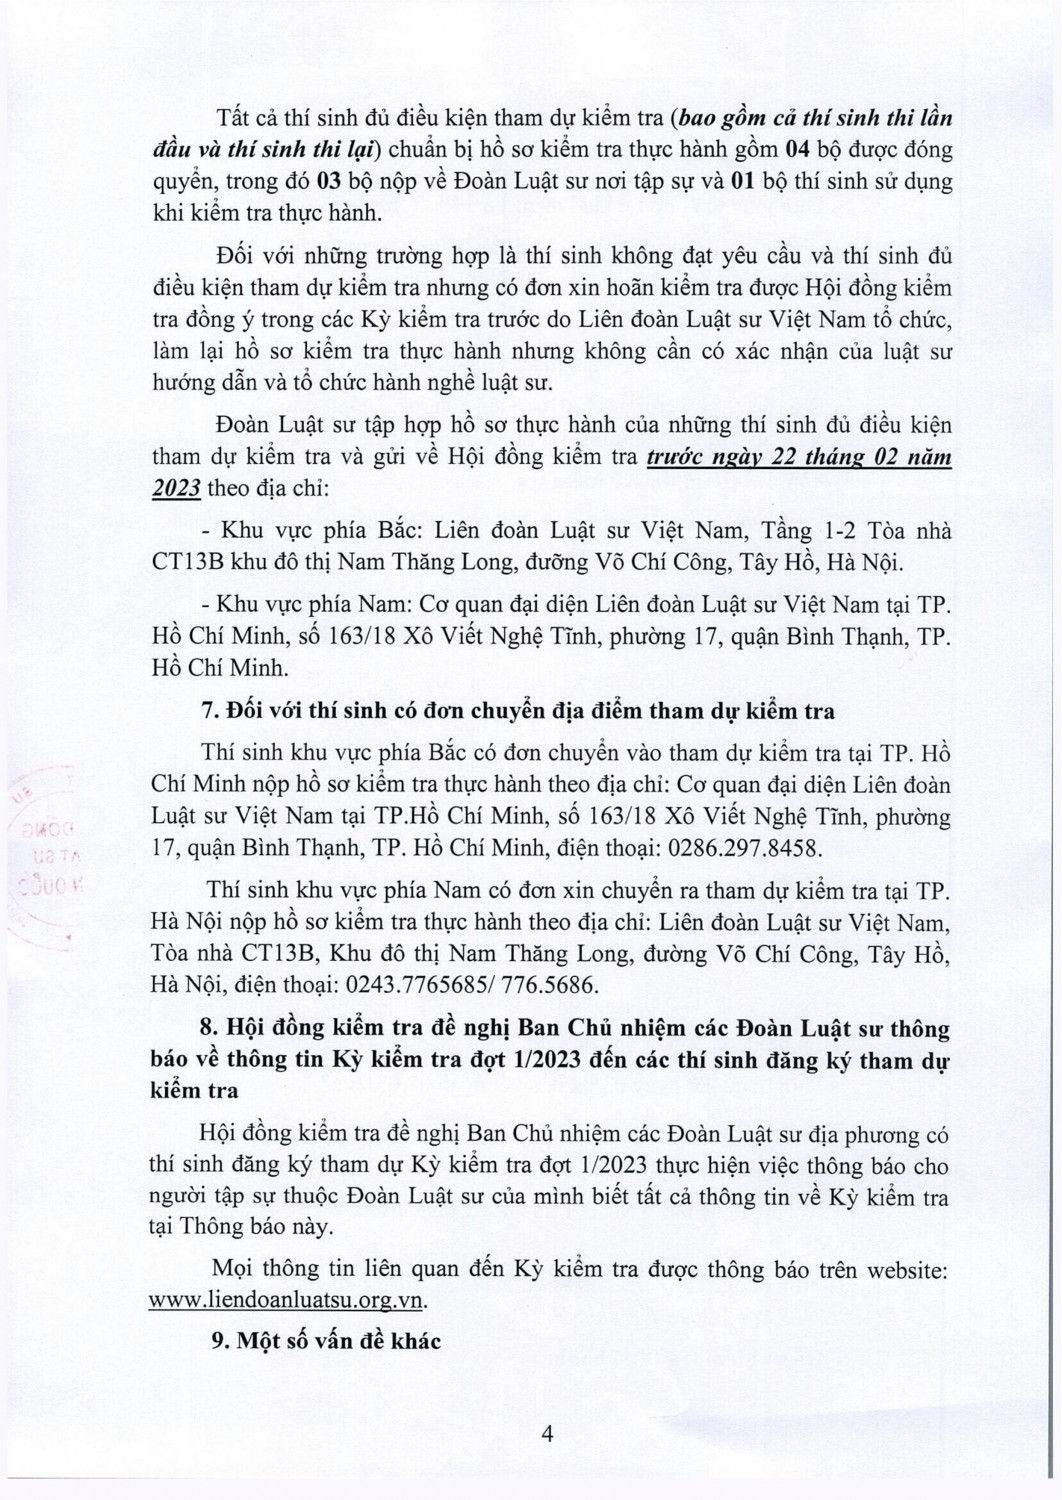 Tất cả thí sinh đủ điều kiện tham dự kiểm tra (bao gồm cả thí sinh thi lần
đầu và thí sinh thi lại) chuẩn bị hồ sơ kiểm tra thực hành gồm 04 bộ được đóng
quyển, trong đó 03 bộ nộp về Đoàn Luật sư nơi tập sự và 01 bộ thí sinh sử dụng
khi kiểm tra thực hành.
Đối với những trường hợp là thí sinh không đạt yêu cầu và thí sinh đủ
điều kiện tham dự kiểm tra nhưng có đơn xin hoãn kiểm tra được Hội đồng kiểm
tra đồng ý trong các Kỳ kiểm tra trước do Liên đoàn Luật sư Việt Nam tổ chức,
làm lại hồ sơ kiểm tra thực hành nhưng không cần có xác nhận của luật sư
hướng dẫn và tổ chức hành nghề luật sư.
Đoàn Luật sư tập hợp hồ sơ thực hành của những thí sinh đủ điều kiện
tham dự kiểm tra và gửi về Hội đồng kiểm tra trước ngày 22 tháng 02 năm
2023 theo địa chỉ:
- Khu vực phía Bắc: Liên đoàn Luật sư Việt Nam, Tầng 1-2 Tòa nhà
CT13B khu đô thị Nam Thăng Long, đưỡng Võ Chí Công, Tây Hồ, Hà Nội.
- Khu vực phía Nam: Cơ quan đại diện Liên đoàn Luật sư Việt Nam tại TP.
Hồ Chí Minh, số 163/18 Xô Viết Nghệ Tĩnh, phường 17, quận Bình Thạnh, TP.
Hồ Chí Minh.
7. Đối với thí sinh có đơn chuyển địa điểm tham dự kiểm tra
Thí sinh khu vực phía Bắc có đơn chuyển vào tham dự kiểm tra tại TP. Hồ
Chí Minh nộp hồ sơ kiểm tra thực hành theo địa chỉ: Cơ quan đại diện Liên đoàn
Luật sư Việt Nam tại TP.Hồ Chí Minh, số 163/18 Xô Viết Nghệ Tĩnh, phường
17, quận Bình Thạnh, TP. Hồ Chí Minh, điện thoại: 0286.297.8458.
Thí sinh khu vực phía Nam có đơn xin chuyển ra tham dự kiểm tra tại TP.
Hà Nội nộp hồ sơ kiểm tra thực hành theo địa chỉ: Liên đoàn Luật sư Việt Nam,
Tòa nhà CT13B, Khu đô thị Nam Thăng Long, đường Võ Chí Công, Tây Hồ,
Hà Nội, điện thoại: 0243.7765685/ 776.5686.
8. Hội đồng kiểm tra đề nghị Ban Chủ nhiệm các Đoàn Luật sư thông
báo về thông tin Kỳ kiểm tra đợt 1/2023 đến các thí sinh đăng ký tham dự
kiểm tra
Hội đồng kiểm tra đề nghị Ban Chủ nhiệm các Đoàn Luật sư địa phương có
thí sinh đăng ký tham dự Kỳ kiểm tra đợt 1/2023 thực hiện việc thông báo cho
người tập sự thuộc Đoàn Luật sư của mình biết tất cả thông tin về Kỳ kiểm tra
tại Thông báo này.
Mọi thông tin liên quan đến Kỳ kiểm tra được thông báo trên website:
www.liendoanluatsu.org.vn.
9. Một số vấn đề khác
4